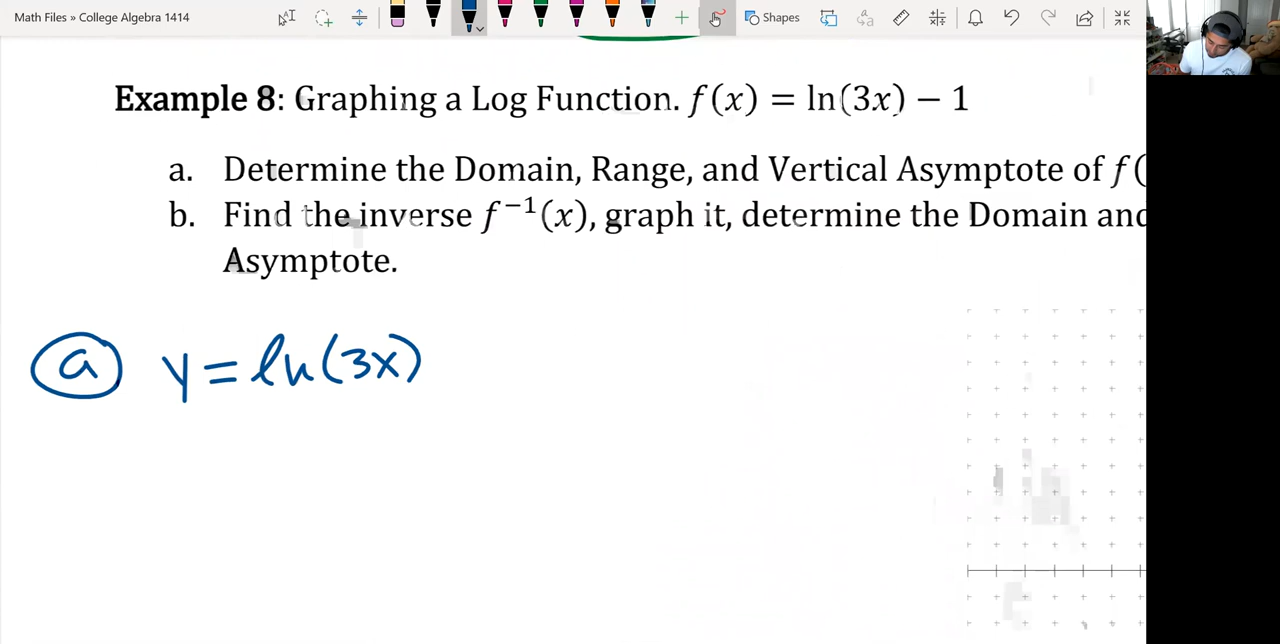 Math Files » College Algebra 1414
Shapes
Example 8: Graphing a Log Function. f(x) = ln(3x) − 1
a. Determine the Domain, Range, and Vertical Asymptote of f(
b. Find the inverse f⁻¹(x), graph it, determine the Domain and
Asymptote.
a y = ln(3x)